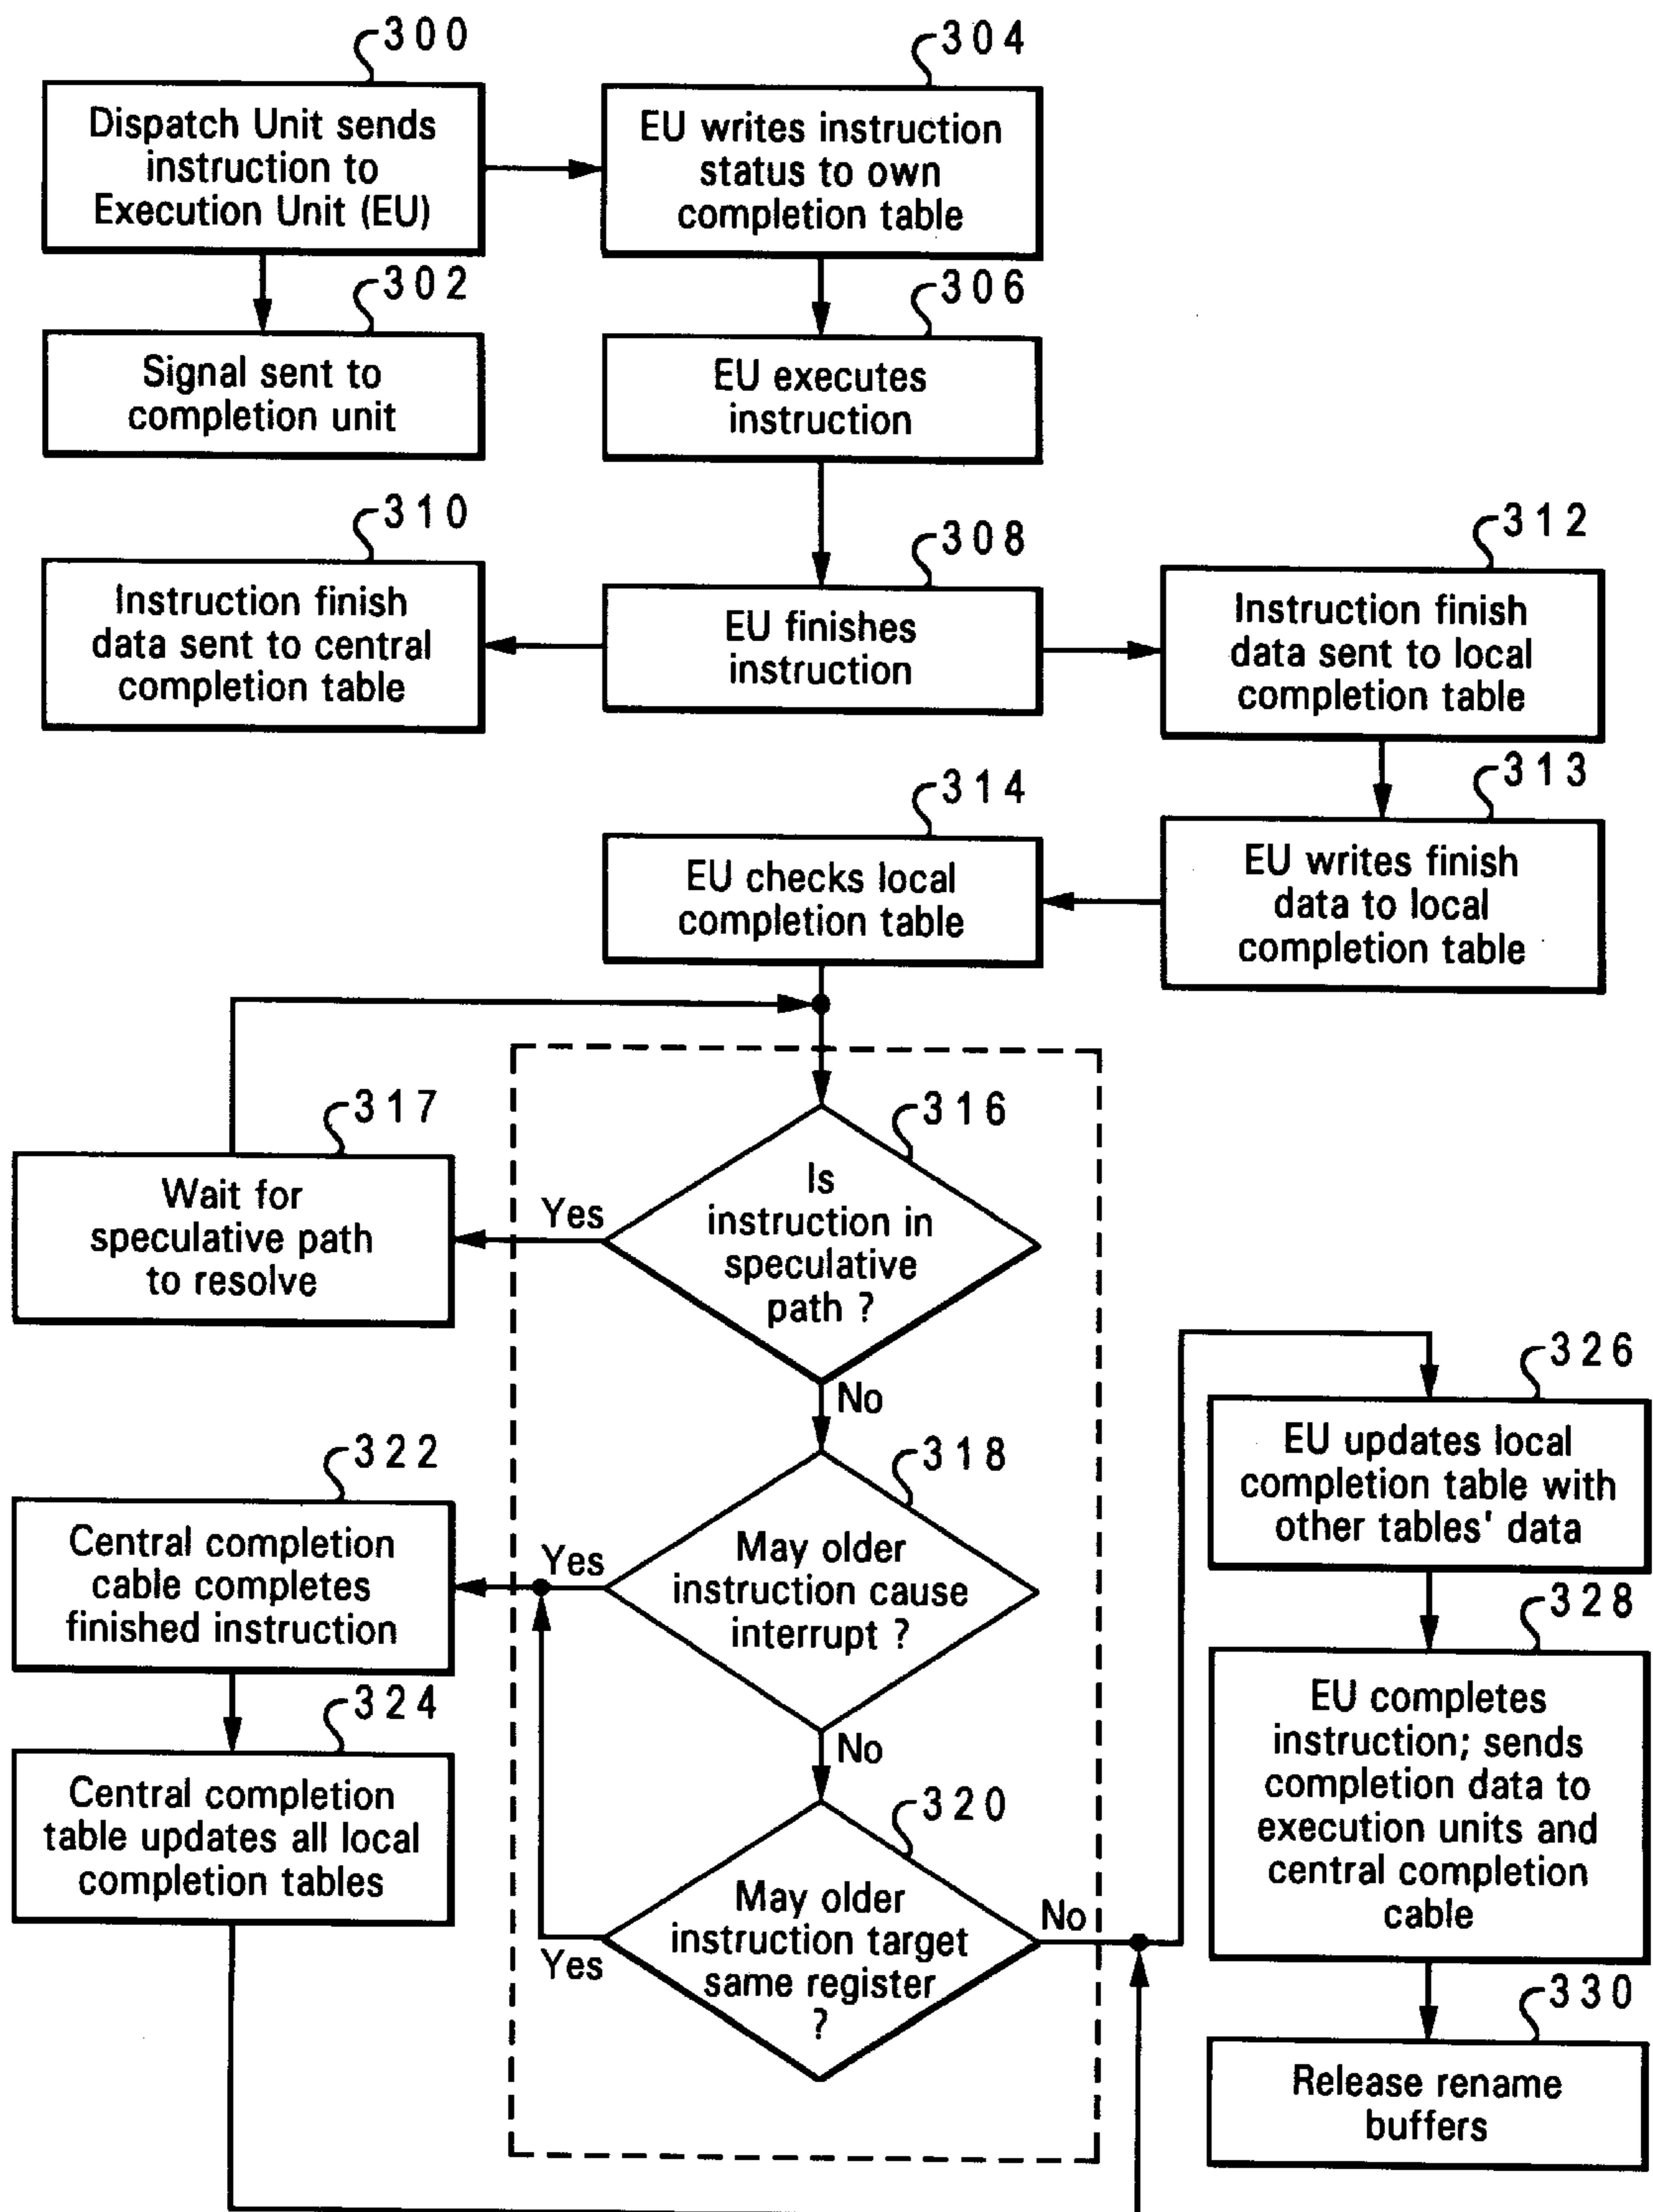 300
Dispatch Unit sends
instruction to
Execution Unit (EU)
304
EU writes instruction
status to own
completion table
302
Signal sent to
completion unit
306
EU executes
instruction
310
Instruction finish
data sent to central
completion table
308
EU finishes
instruction
312
Instruction finish
data sent to local
completion table
314
EU checks local
completion table
313
EU writes finish
data to local
completion table
317
Wait for
speculative path
to resolve
316
Is
instruction in
speculative
path ?
Yes
No
322
Central completion
cable completes
finished instruction
318
May older
instruction cause
interrupt ?
Yes
No
324
Central completion
table updates all local
completion tables
320
May older
instruction target
same register
?
Yes
No
326
EU updates local
completion table with
other tables' data
328
EU completes
instruction; sends
completion data to
execution units and
central completion
cable
330
Release rename
buffers